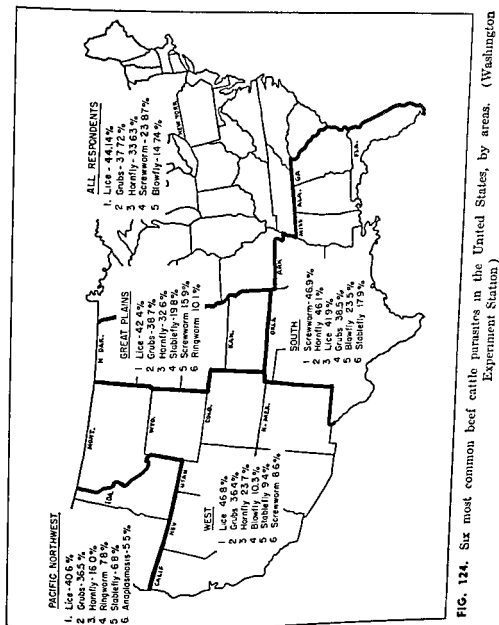 PACIFIC NORTHWEST
1. Lice-40.6%
2 Grubs-36.5%
3. Hornfly-16.0%
4 Ringworm 7.8%
5 Stablefly-6.8%
6. Anaplasmosis-5.5%
MONT.
IDA
WYO.
CALIF
NEV
UTAH
COLO.
N. MEX.
WEST
1 Lice 46.8%
2 Grubs 36.4%
3 Hornfly 23.7%
4 Blowfly 10.3%
5 Stablefly 9.4%
6 Screwworm 8.6%
N DAK.
GREAT PLAINS
1 Lice-42.4%
2 Grubs-38.7%
3 Hornfly-32.6%
4 Stablefly-19.8%
5 Screwworm 15.9%
6 Ringworm 10.1%
KAN.
OKLA
ARK
SOUTH
1 Screwworm-46.9%
2 Hornfly 46.1%
3 Lice 41.9%
4 Grubs 38.5%
5 Blowfly 23.5%
6 Stablefly 17.9%
MISS
ALA.
GA
FLA.
ALL RESPONDENTS
1. Lice-44.14%
2 Grubs-37.72%
3 Hornfly-33.63%
4 Screwworm-23.87%
5 Blowfly-14.74%
NEW YORK
FIG. 124. Six most common beef cattle parasites in the United States, by areas. (Washington
Experiment Station)